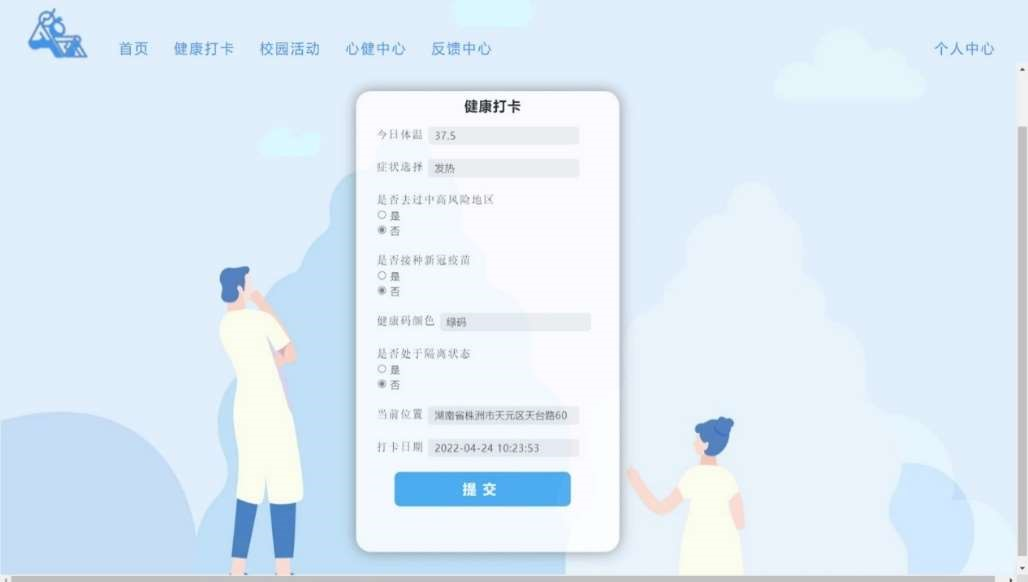 首页 健康打卡 校园活动 心健中心 反馈中心 个人中心
健康打卡
今日体温 37.5
症状选择 发热
是否去过中高风险地区
是
否
是否接种新冠疫苗
是
否
健康码颜色 绿码
是否处于隔离状态
是
否
当前位置 湖南省株洲市天元区天台路60
打卡日期 2022-04-24 10:23:53
提 交